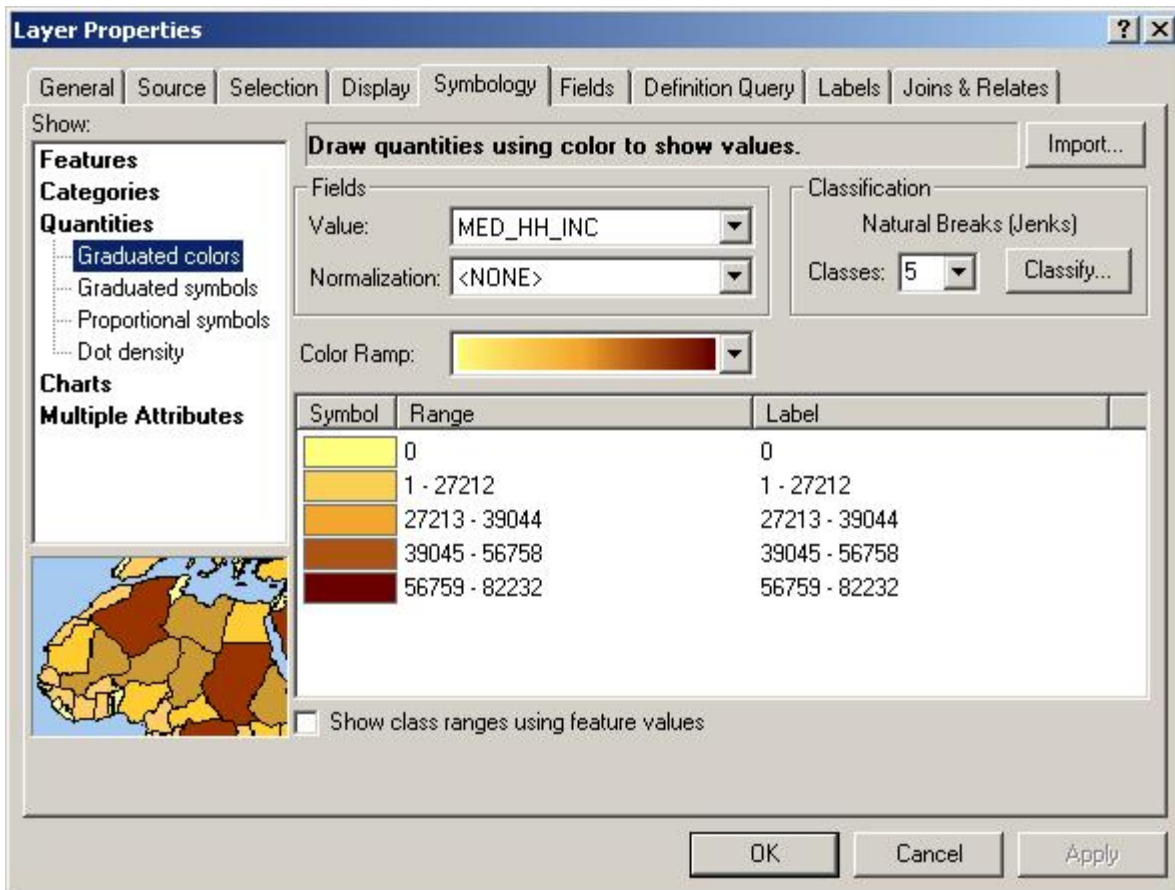 Layer Properties
General Source Selection Display Symbology Fields Definition Query Labels Joins & Relates
Show:
Features
Categories
Quantities
Graduated colors
Graduated symbols
Proportional symbols
Dot density
Charts
Multiple Attributes
Draw quantities using color to show values.
Import...
Fields
Value: MED_HH_INC
Normalization: <NONE>
Classification
Natural Breaks (Jenks)
Classes: 5 Classify...
Color Ramp:
Symbol Range Label
0 0
1 - 27212 1 - 27212
27213 - 39044 27213 - 39044
39045 - 56758 39045 - 56758
56759 - 82232 56759 - 82232
Show class ranges using feature values
OK Cancel Apply